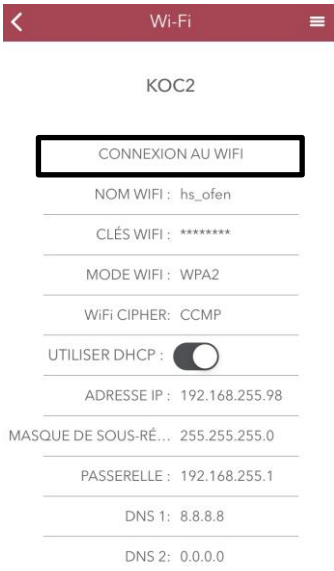 Wi-Fi
KOC2
CONNEXION AU WIFI
NOM WIFI : hs_ofen
CLÉS WIFI : ********
MODE WIFI : WPA2
WiFi CIPHER: CCMP
UTILISER DHCP :
ADRESSE IP : 192.168.255.98
MASQUE DE SOUS-RÉ... 255.255.255.0
PASSERELLE : 192.168.255.1
DNS 1: 8.8.8.8
DNS 2: 0.0.0.0